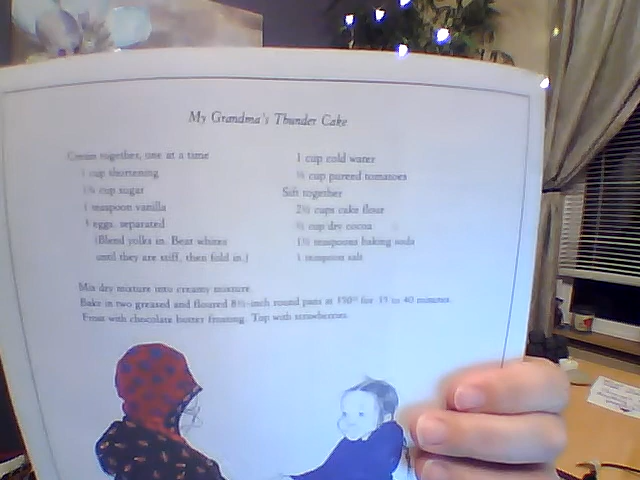 My Grandma's Thunder Cake
Cream together, one at a time
1 cup shortening
1¾ cup sugar
1 teaspoon vanilla
3 eggs, separated
(Blend yolks in. Beat whites
until they are stiff, then fold in.)
1 cup cold water
cup pureed tomatoes
Sift together
2½ cups cake flour
cup dry cocoa
1½ teaspoons baking soda
1 teaspoon salt
Mix dry mixture into creamy mixture.
Bake in two greased and floured 8½-inch round pans at 350° for 35 to 40 minutes.
Frost with chocolate butter frosting. Top with strawberries.